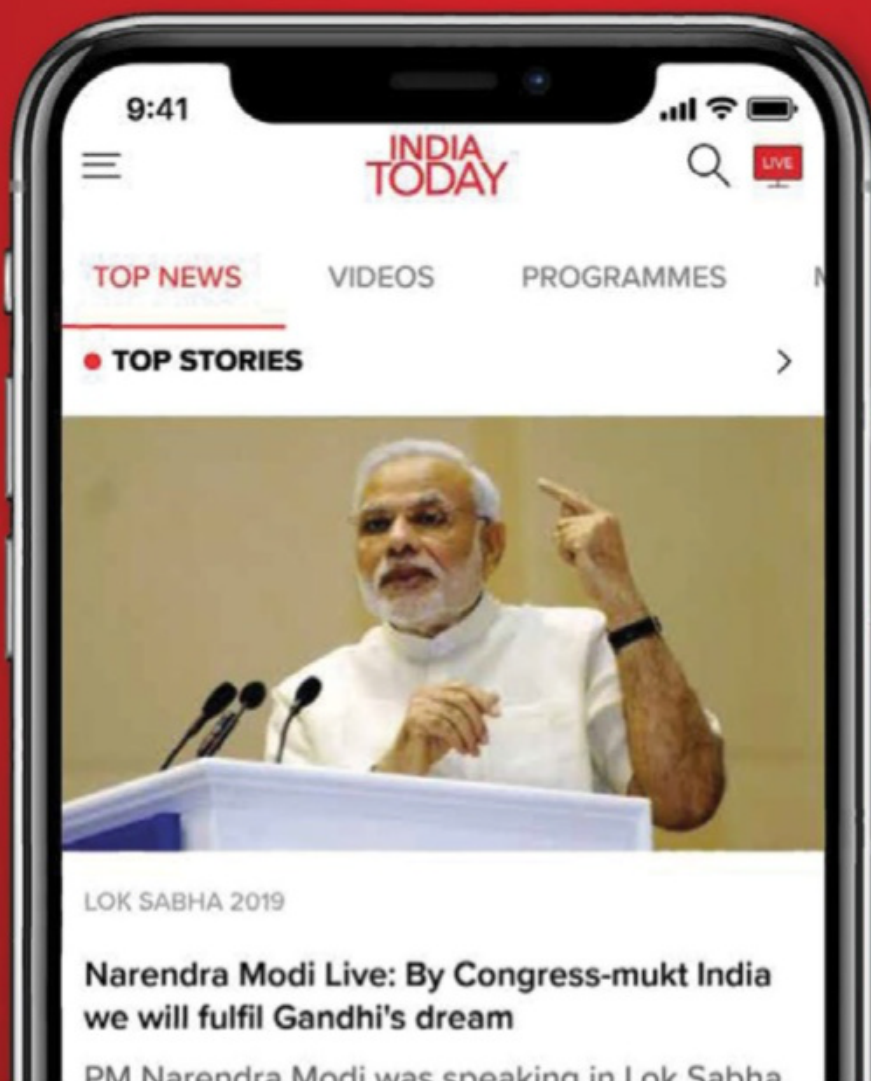 9:41
INDIA
TODAY
LIVE
TOP NEWS VIDEOS PROGRAMMES
TOP STORIES
LOK SABHA 2019
Narendra Modi Live: By Congress-mukt India
we will fulfil Gandhi's dream
PM Narendra Modi was speaking in Lok Sabha